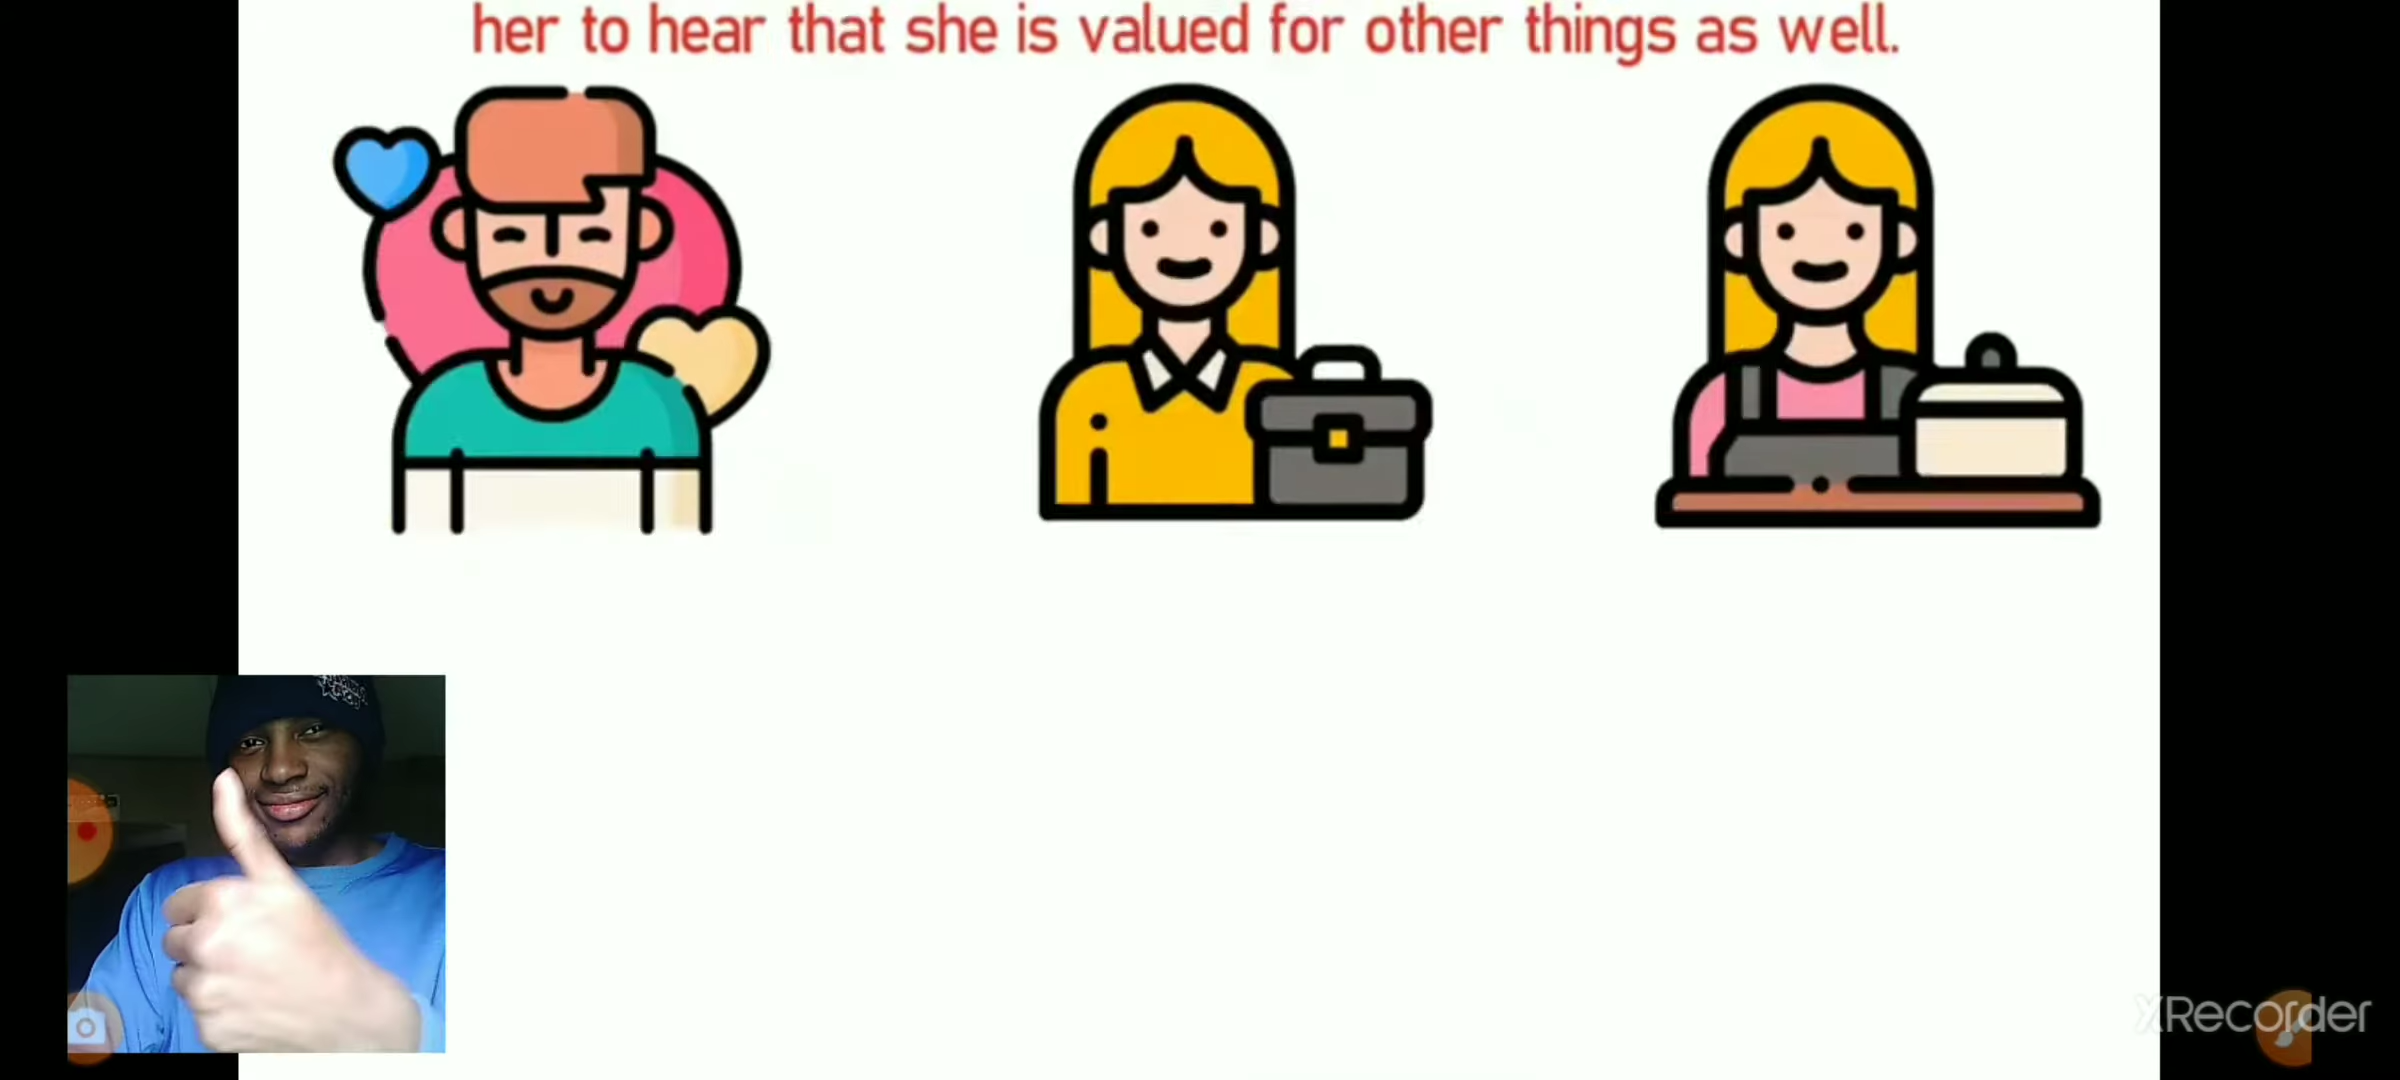 her to hear that she is valued for other things as well.
XRecorder